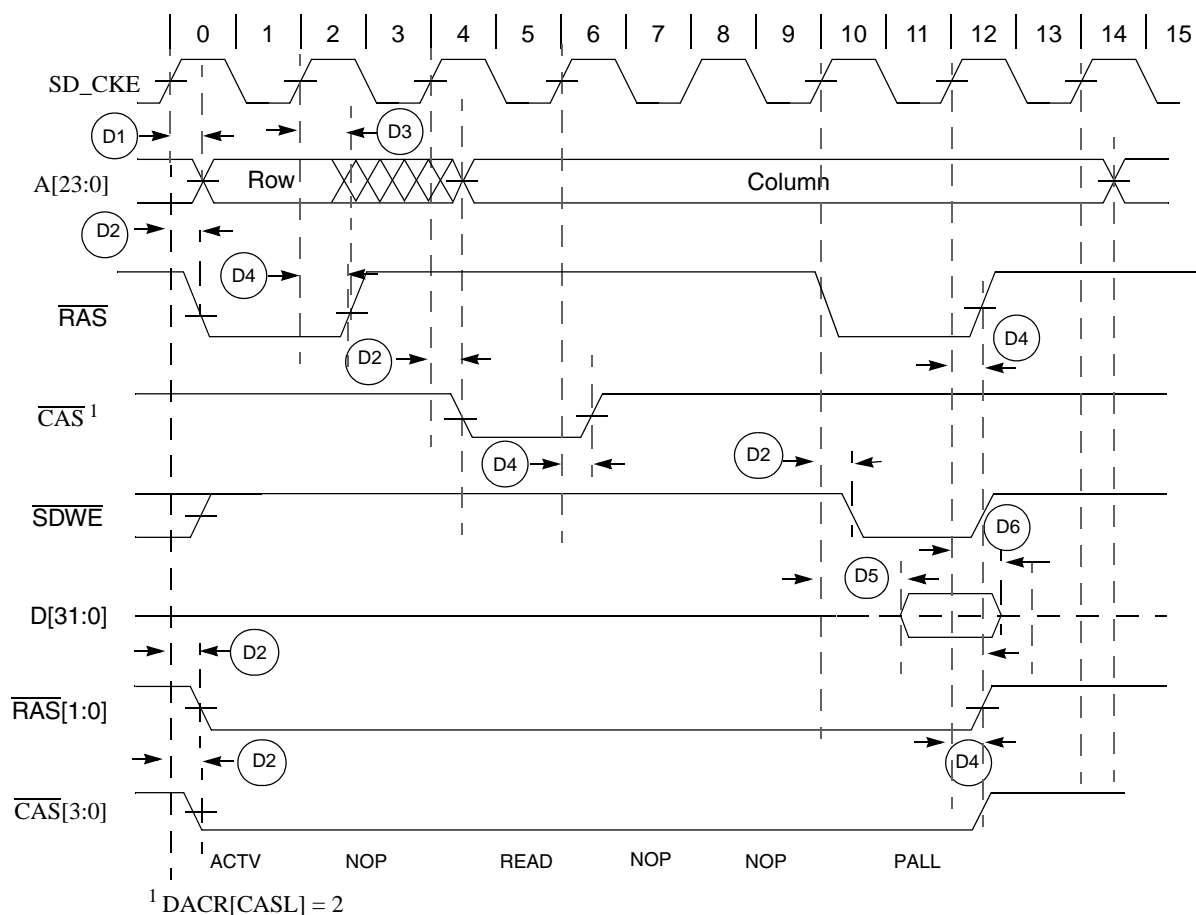 0 1 2 3 4 5 6 7 8 9 10 11 12 13 14 15
SD_CKE
D1
D3
A[23:0]
Row
Column
D2
D4
RAS
D2
D4
CAS 1
D4
D2
SDWE
D6
D5
D[31:0]
D2
RAS[1:0]
D2
D4
CAS[3:0]
ACTV NOP READ NOP NOP PALL
1 DACR[CASL] = 2